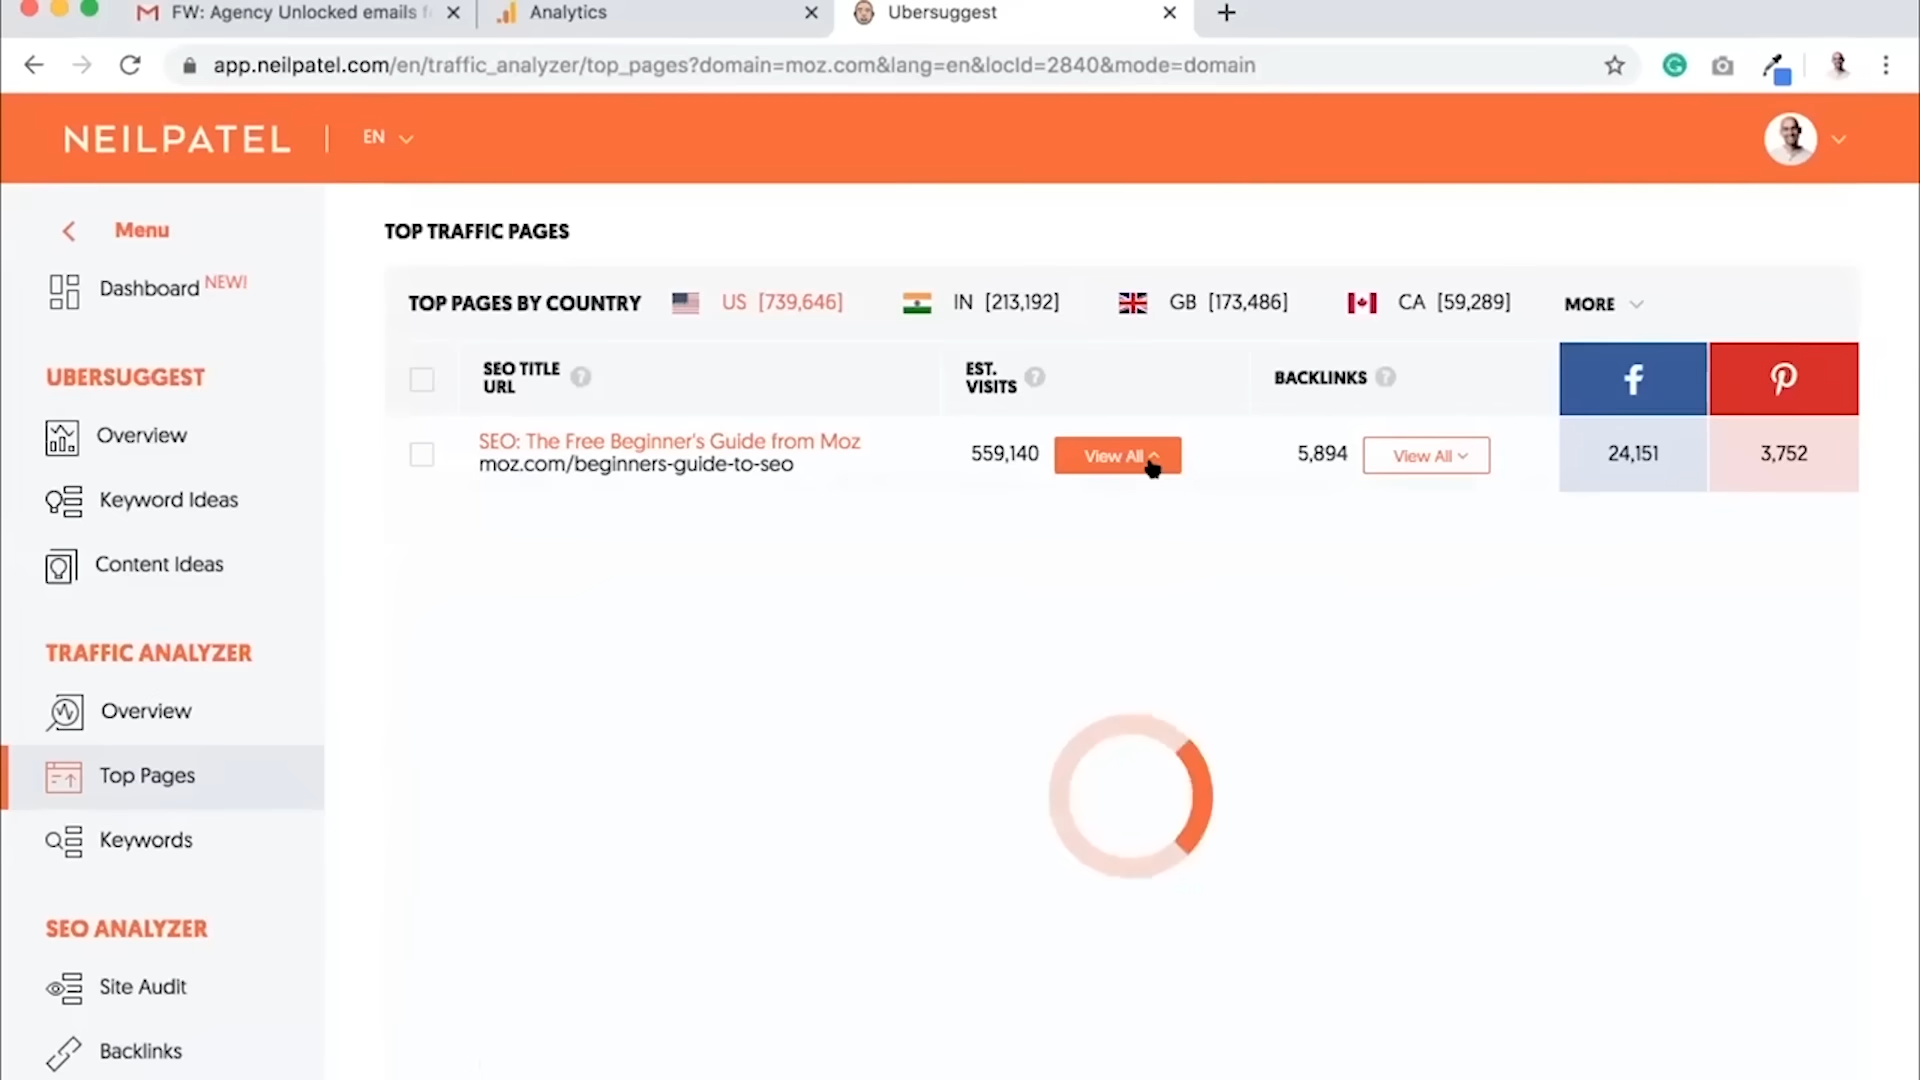 FW: Agency Unlocked emails
Analytics
Ubersuggest
app.neilpatel.com/en/traffic_analyzer/top_pages?domain=moz.com&lang=en&locId=2840&mode=domain
NEILPATEL
EN
Menu
Dashboard NEW!
UBERSUGGEST
Overview
Keyword Ideas
Content Ideas
TRAFFIC ANALYZER
Overview
Top Pages
Keywords
SEO ANALYZER
Site Audit
Backlinks
TOP TRAFFIC PAGES
TOP PAGES BY COUNTRY US [739,646] IN [213,192] GB [173,486] CA [59,289] MORE
SEO TITLE
URL
EST.
VISITS
BACKLINKS
SEO: The Free Beginner's Guide from Moz
moz.com/beginners-guide-to-seo
559,140 View All 5,894 View All 24,151 3,752